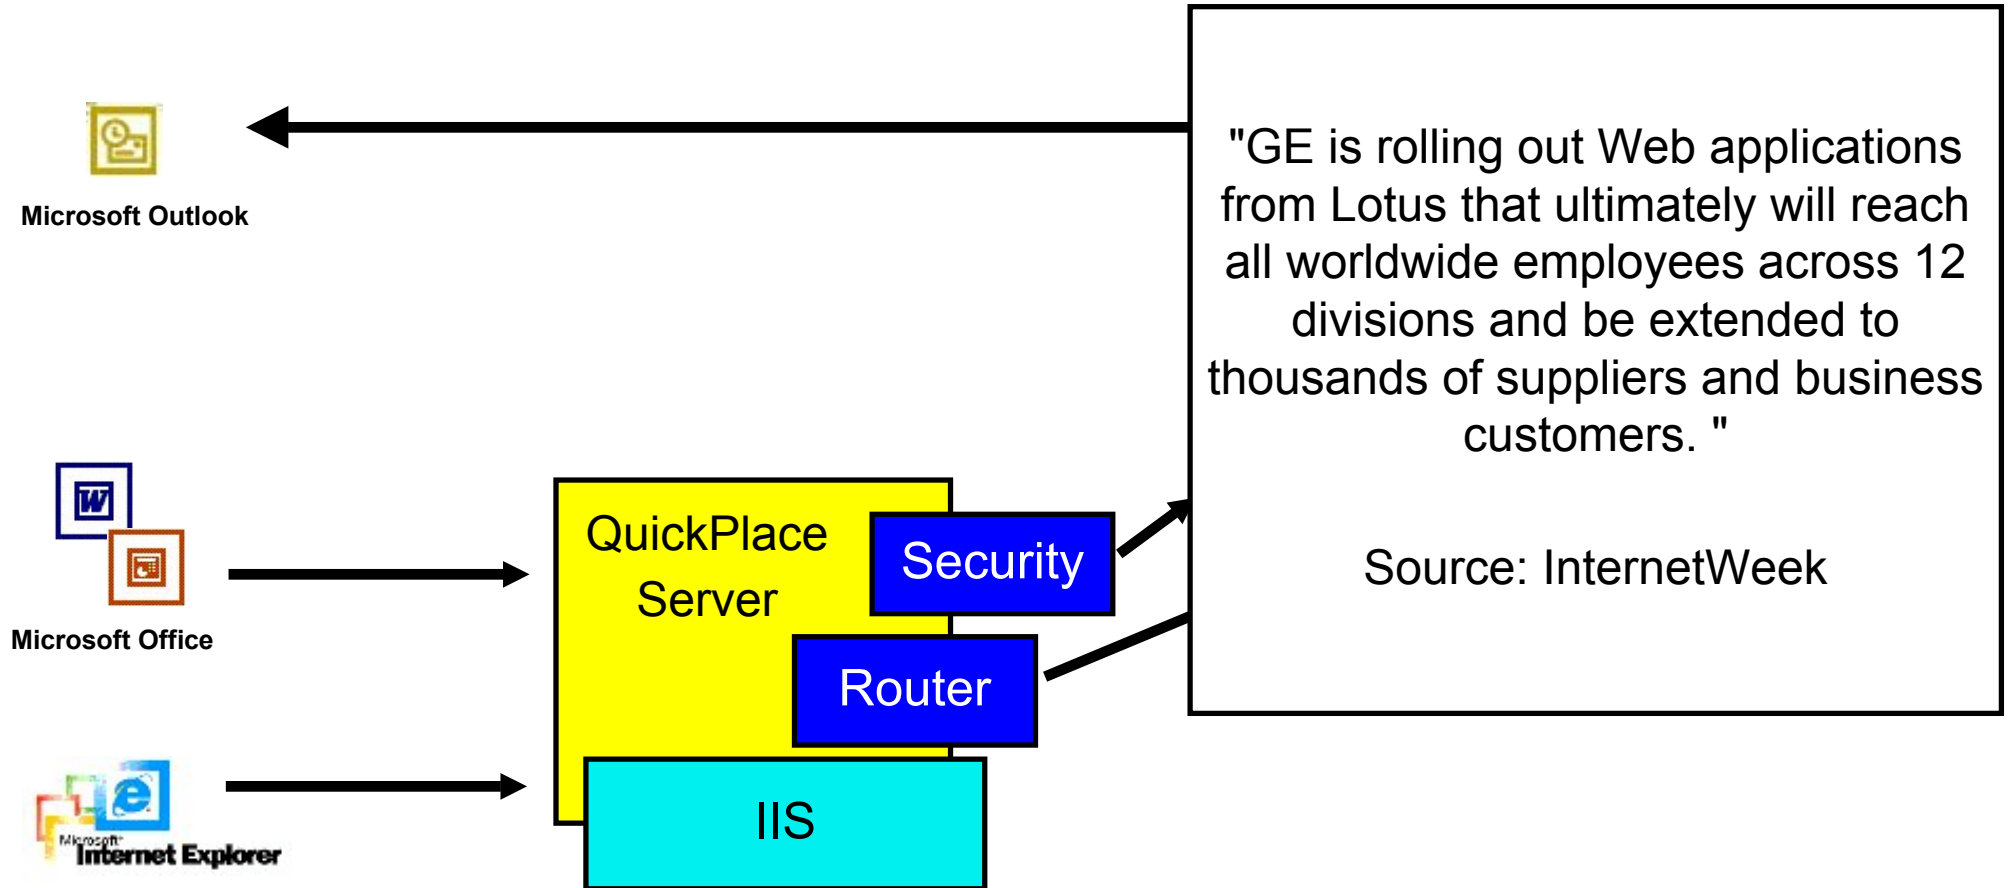 Microsoft Outlook
"GE is rolling out Web applications
from Lotus that ultimately will reach
all worldwide employees across 12
divisions and be extended to
thousands of suppliers and business
customers. "
Source: InternetWeek
W
Microsoft Office
QuickPlace
Server
Security
Router
IIS
Microsoft
Internet Explorer